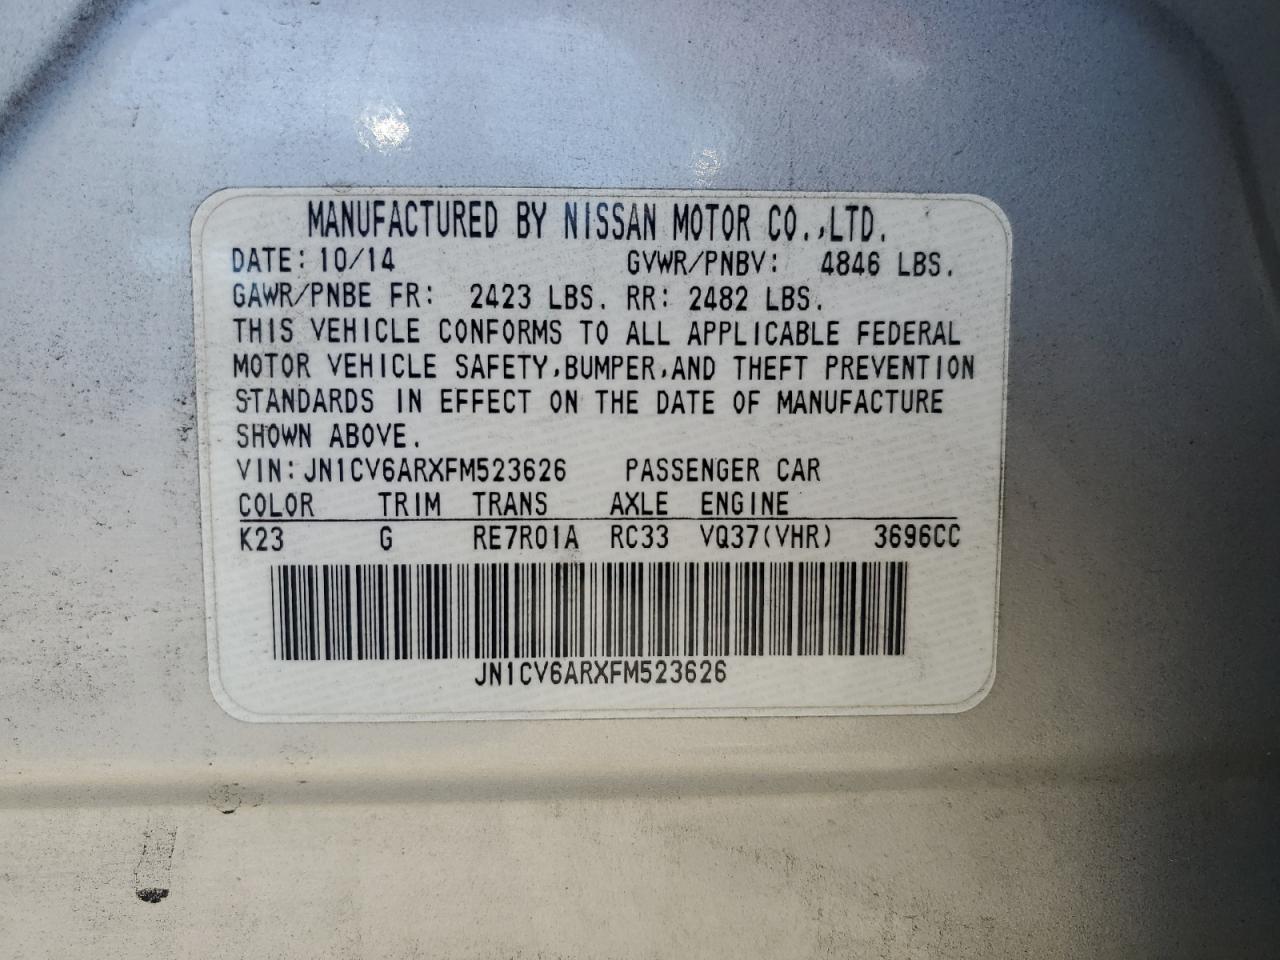 MANUFACTURED BY NISSAN MOTOR CO.,LTD.
DATE: 10/14 GVWR/PNBV: 4846 LBS.
GAWR/PNBE FR: 2423 LBS. RR: 2482 LBS.
THIS VEHICLE CONFORMS TO ALL APPLICABLE FEDERAL
MOTOR VEHICLE SAFETY,BUMPER,AND THEFT PREVENTION
STANDARDS IN EFFECT ON THE DATE OF MANUFACTURE
SHOWN ABOVE.
VIN:JN1CV6ARXFM523626 PASSENGER CAR
COLOR TRIM TRANS AXLE ENGINE
K23 G RE7R01A RC33 VQ37(VHR) 3696CC
JN1CV6ARXFM523626